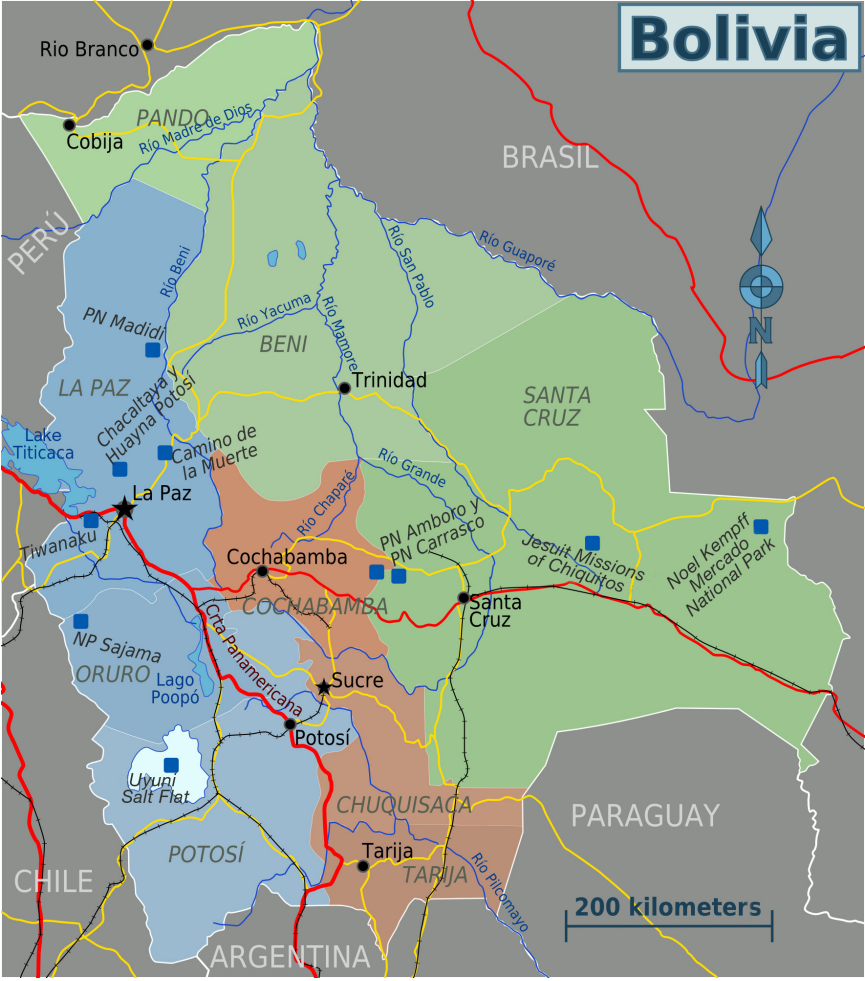 Bolivia
Río Branco
PANDO
Río Madre de Dios
Cobija
BRASIL
PERÚ
Río Beni
Río San Pablo
Río Guaporé
N
PN Madidi
Río Yacuma
Río Mamore
BENI
LA PAZ
Chacaltaya y
Huayna Potosí
Trinidad
SANTA
CRUZ
Lake
Titicaca
Camino de
la Muerte
Río Grande
La Paz
Río Chaparé
PN Amboro y
PN Carrasco
Tiwanaku
Jesuit Missions
of Chiquitos
Noel Kempff
Mercado
National Park
Cochabamba
COCHABAMBA
Santa
Cruz
NP Sajama
ORURO
Crta Panamericana
Lago
Poopó
Sucre
Potosí
Uyuni
Salt Flat
CHUQUISACA
PARAGUAY
POTOSÍ
Tarija
TARIJA
Río Pilcomayo
CHILE
200 kilometers
ARGENTINA